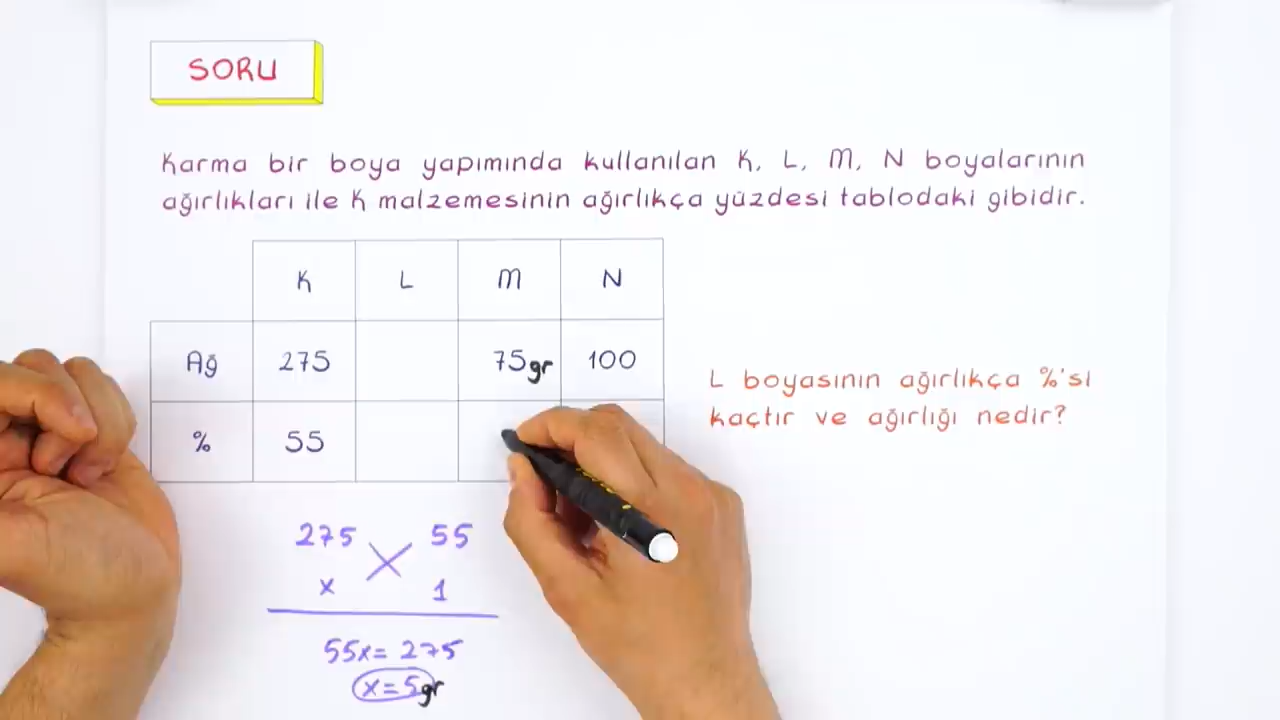 SORU
Karma bir boya yapımında kullanılan K, L, M, N boyalarının
ağırlıkları ile K malzemesinin ağırlıkça yüzdesi tablodaki gibidir.
K L M N
Ağ 275 75gr 100
% 55
L boyasının ağırlıkça %'si
kaçtır ve ağırlığı nedir?
275 55
x 1
55x = 275
x = 5gr